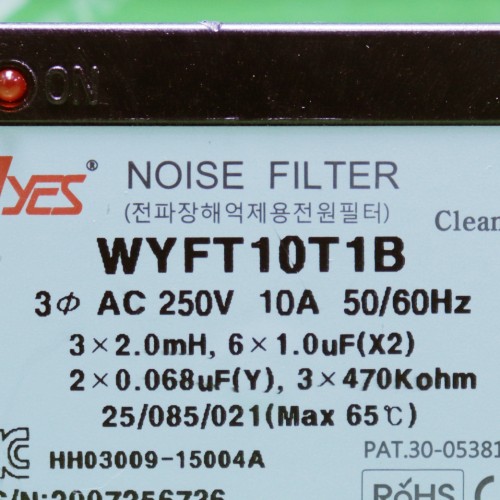 ON
YES®
NOISE FILTER
(전파장해억제용전원필터)
Clean
WYFT10T1B
3Φ AC 250V 10A 50/60Hz
3×2.0mH, 6×1.0uF(X2)
2×0.068uF(Y), 3×470Kohm
25/085/021(Max 65℃)
HH03009-15004A
PAT.30-05381
RoHS
S/N:2007256726